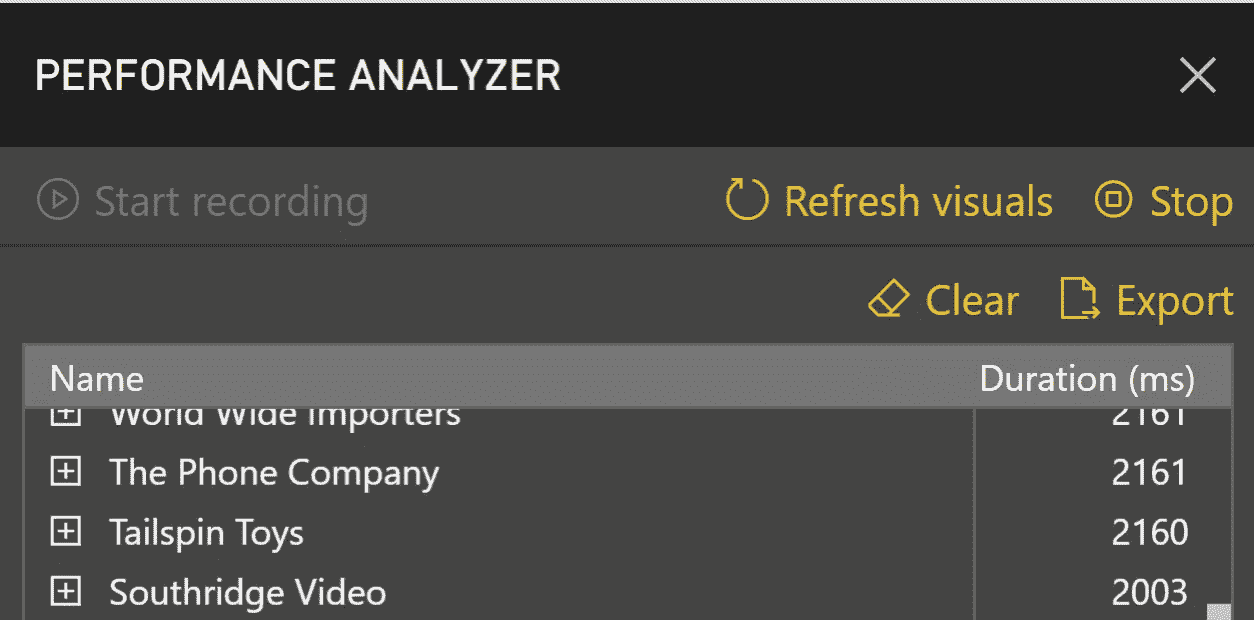 PERFORMANCE ANALYZER
Start recording Refresh visuals Stop
Clear Export
Name Duration (ms)
World Wide Importers 2161
The Phone Company 2161
Tailspin Toys 2160
Southridge Video 2003